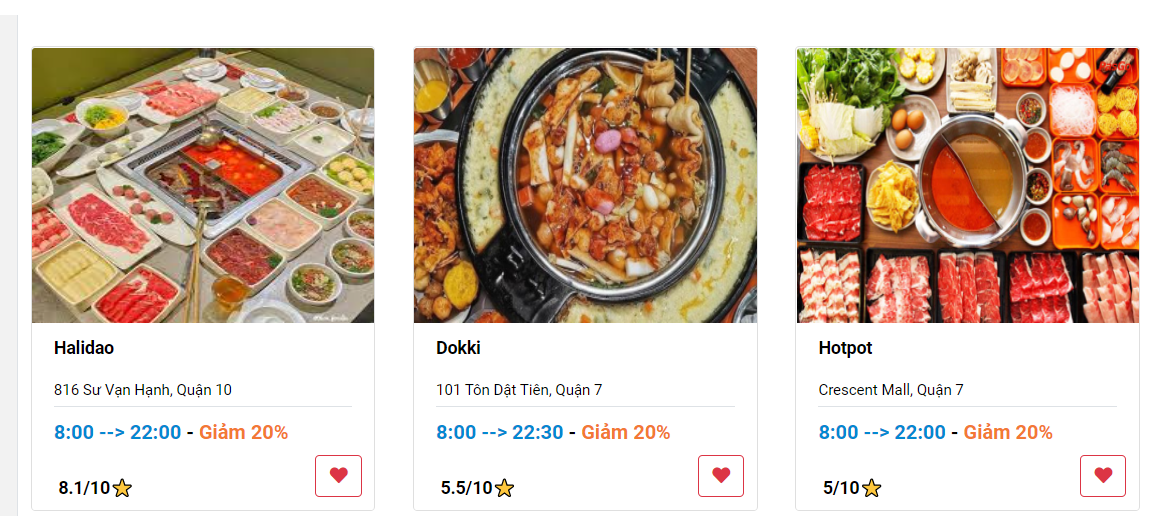 Halidao
816 Sư Vạn Hạnh, Quận 10
8:00 --> 22:00 - Giảm 20%
8.1/10
Dokki
101 Tôn Dật Tiên, Quận 7
8:00 --> 22:30 - Giảm 20%
5.5/10
Hotpot
Crescent Mall, Quận 7
8:00 --> 22:00 - Giảm 20%
5/10